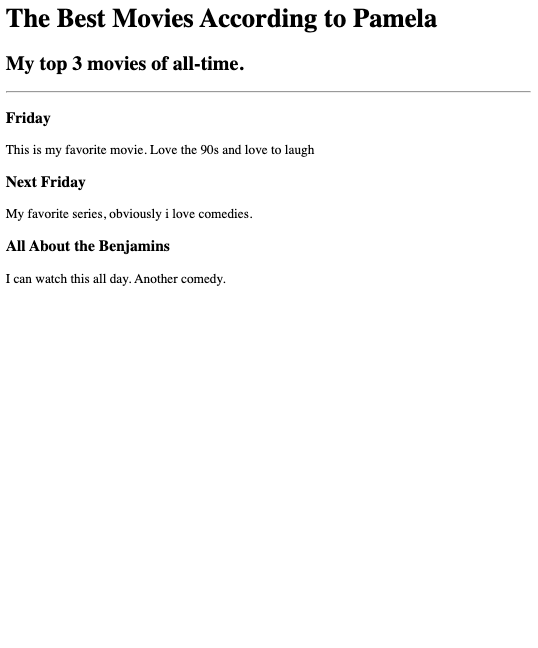 The Best Movies According to Pamela
My top 3 movies of all-time.
Friday
This is my favorite movie. Love the 90s and love to laugh
Next Friday
My favorite series, obviously i love comedies.
All About the Benjamins
I can watch this all day. Another comedy.